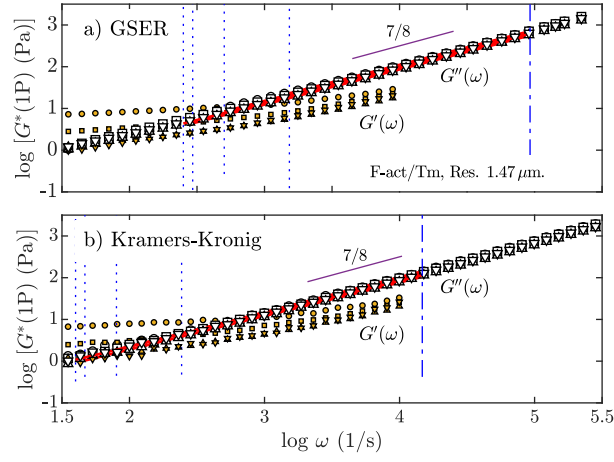 a) GSER
7/8
G''(ω)
G'(ω)
F-act/Tm, Res. 1.47 μm.
log [G*(1P) (Pa)]
3
2
1
0
-1
b) Kramers-Kronig
7/8
G''(ω)
G'(ω)
log [G*(1P) (Pa)]
3
2
1
0
-1
1.5 2 3 4 5 5.5
log ω (1/s)